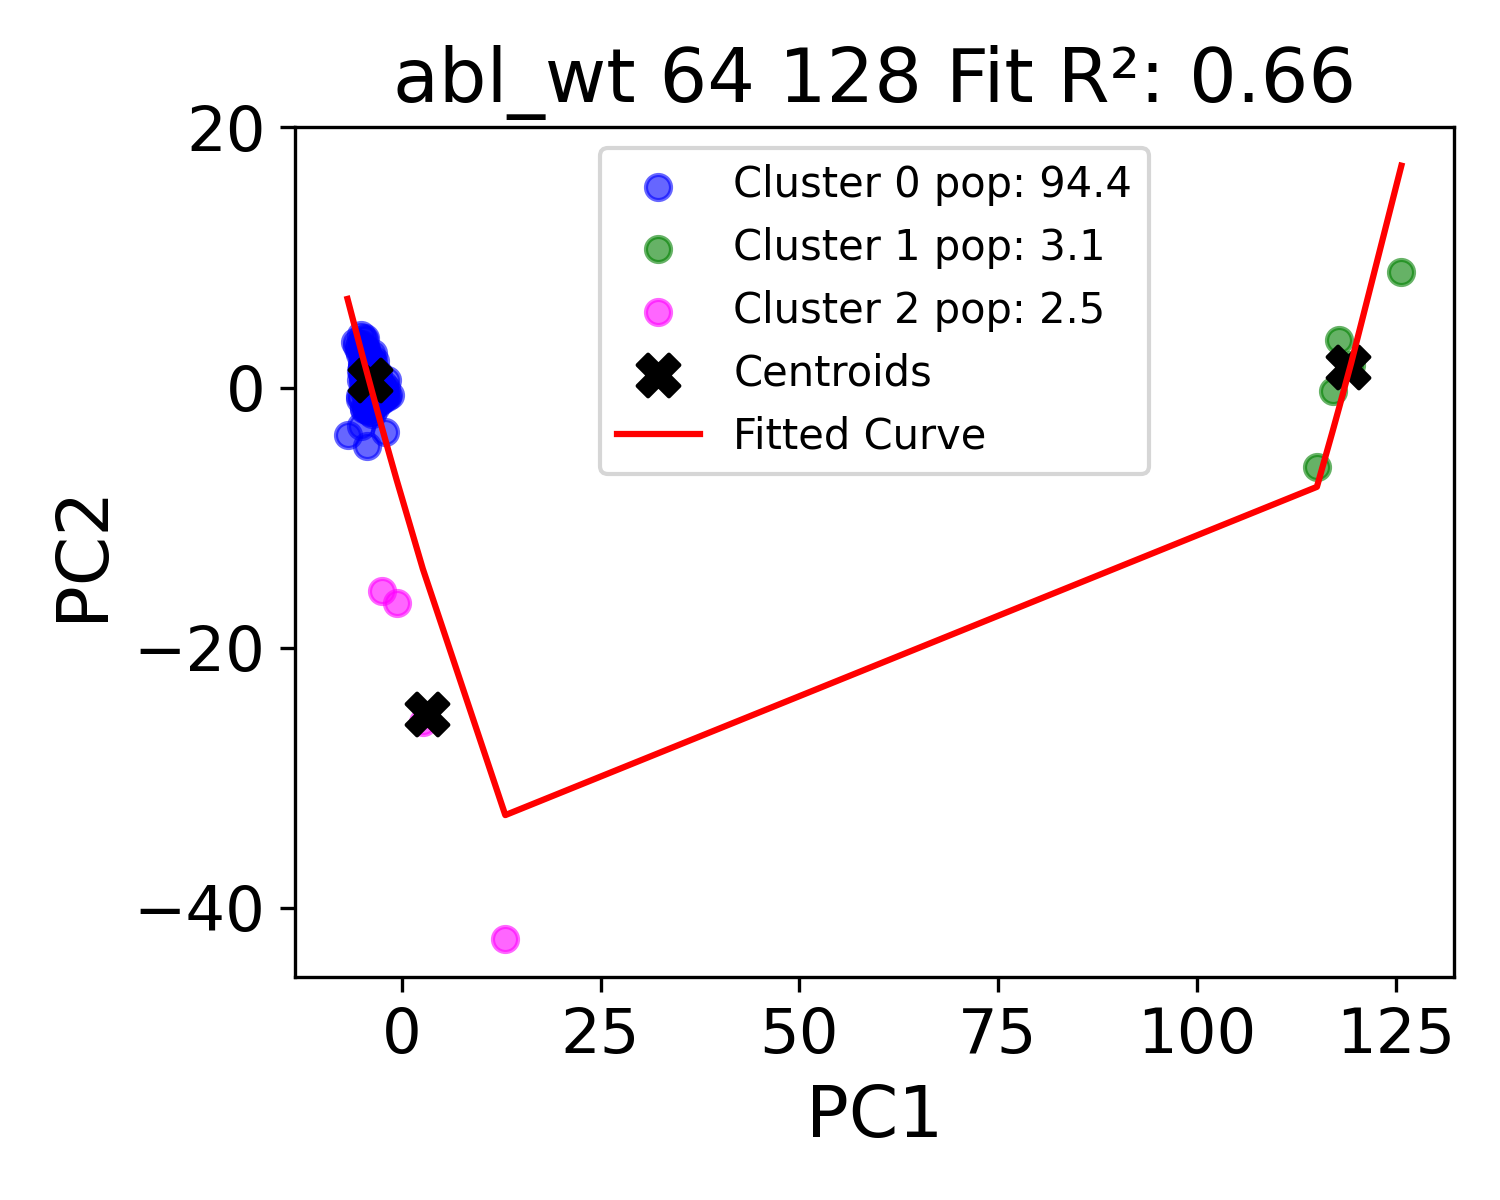 abl_wt 64 128 Fit R²: 0.66
20
0
−20
−40
PC2
Cluster 0 pop: 94.4
Cluster 1 pop: 3.1
Cluster 2 pop: 2.5
Centroids
Fitted Curve
0 25 50 75 100 125
PC1